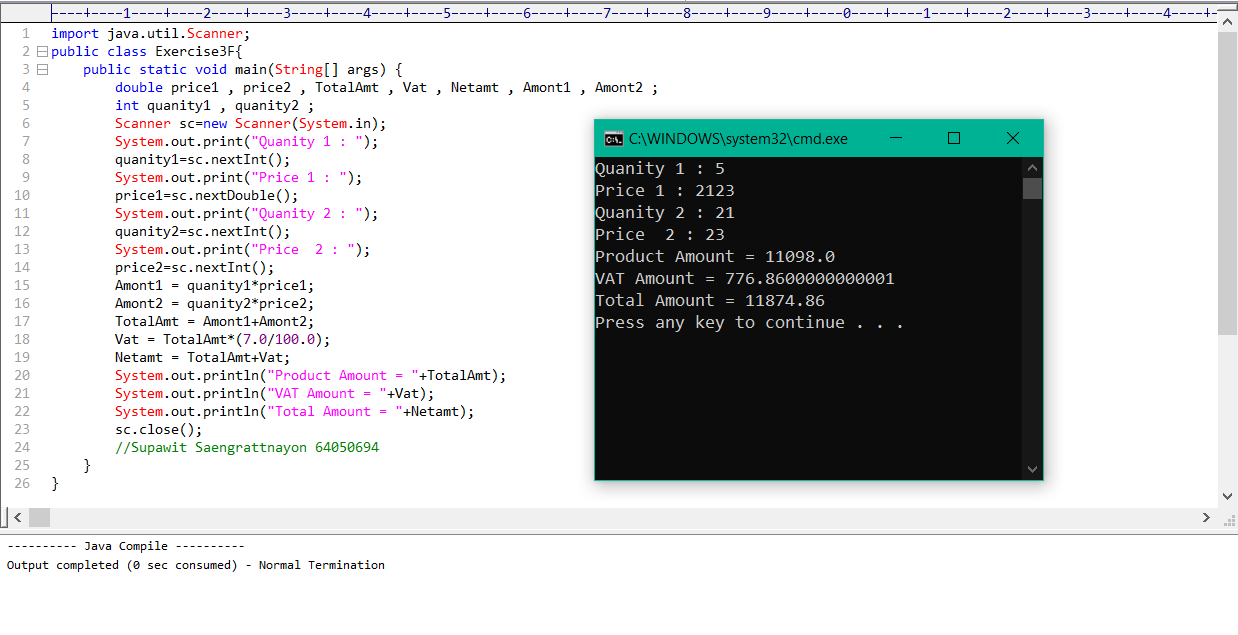 ----+----1----+----2----+----3----+----4----+----5----+----6----+----7----+----8----+----9----+----0----+----1----+----2----+----3----+----4----+-
1 import java.util.Scanner;
2 public class Exercise3F{
3 public static void main(String[] args) {
4 double price1 , price2 , TotalAmt , Vat , Netamt , Amont1 , Amont2 ;
5 int quanity1 , quanity2 ;
6 Scanner sc=new Scanner(System.in);
7 System.out.print("Quanity 1 : ");
8 quanity1=sc.nextInt();
9 System.out.print("Price 1 : ");
10 price1=sc.nextDouble();
11 System.out.print("Quanity 2 : ");
12 quanity2=sc.nextInt();
13 System.out.print("Price  2 : ");
14 price2=sc.nextInt();
15 Amont1 = quanity1*price1;
16 Amont2 = quanity2*price2;
17 TotalAmt = Amont1+Amont2;
18 Vat = TotalAmt*(7.0/100.0);
19 Netamt = TotalAmt+Vat;
20 System.out.println("Product Amount = "+TotalAmt);
21 System.out.println("VAT Amount = "+Vat);
22 System.out.println("Total Amount = "+Netamt);
23 sc.close();
24 //Supawit Saengrattnayon 64050694
25 }
26 }
C:\WINDOWS\system32\cmd.exe
Quanity 1 : 5
Price 1 : 2123
Quanity 2 : 21
Price  2 : 23
Product Amount = 11098.0
VAT Amount = 776.8600000000001
Total Amount = 11874.86
Press any key to continue . . .
---------- Java Compile ----------
Output completed (0 sec consumed) - Normal Termination